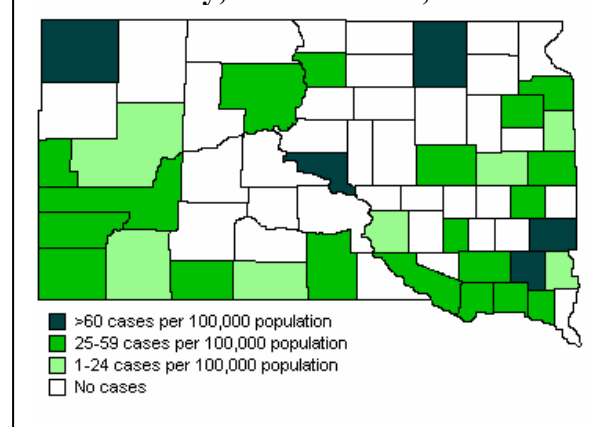 >60 cases per 100,000 population
25-59 cases per 100,000 population
1-24 cases per 100,000 population
No cases